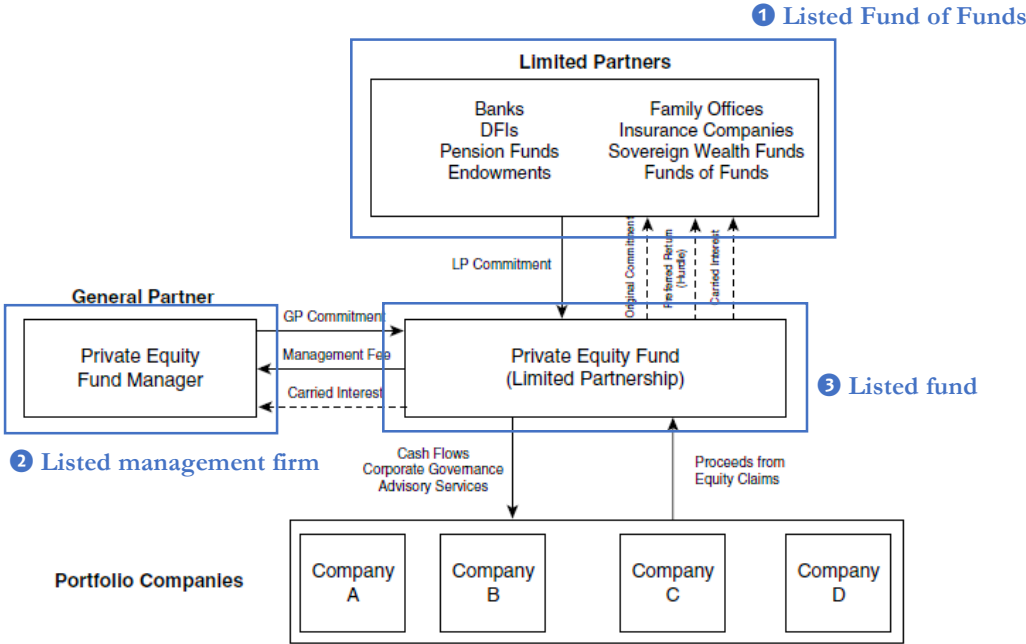 ❶ Listed Fund of Funds
Limited Partners
Banks
DFIs
Pension Funds
Endowments
Family Offices
Insurance Companies
Sovereign Wealth Funds
Funds of Funds
LP Commitment
Original Commitment
Preferred Return
(Hurdle)
Carried Interest
General Partner
Private Equity
Fund Manager
GP Commitment
Management Fee
Carried Interest
Private Equity Fund
(Limited Partnership)
❸ Listed fund
❷ Listed management firm
Cash Flows
Corporate Governance
Advisory Services
Proceeds from
Equity Claims
Portfolio Companies
Company
A
Company
B
Company
C
Company
D